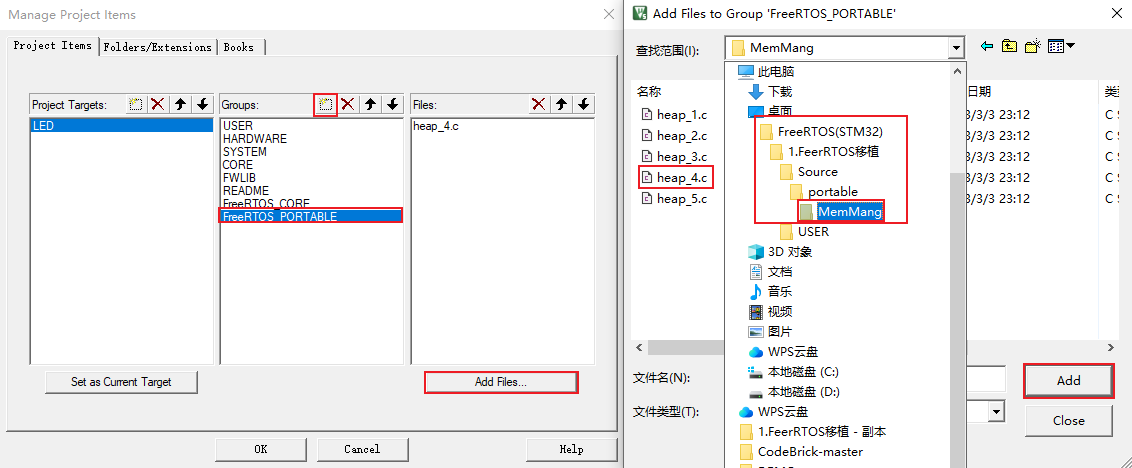 Manage Project Items
Project Items
Folders/Extensions
Books
Project Targets:
Groups:
Files:
LED
USER
HARDWARE
SYSTEM
CORE
FWLIB
README
FreeRTOS_CORE
FreeRTOS_PORTABLE
heap_4.c
Set as Current Target
Add Files...
OK
Cancel
Help
Add Files to Group 'FreeRTOS_PORTABLE'
查找范围(I):
MemMang
名称
日期
类
heap_1.c
3/3/3 23:12
C S
heap_2.c
3/3/3 23:12
C S
heap_3.c
3/3/3 23:12
C S
heap_4.c
3/3/3 23:12
C S
heap_5.c
3/3/3 23:12
C S
此电脑
下载
桌面
FreeRTOS(STM32)
1.FeerRTOS移植
Source
portable
MemMang
USER
3D 对象
文档
音乐
视频
图片
WPS云盘
本地磁盘 (C:)
本地磁盘 (D:)
WPS云盘
1.FeerRTOS移植 - 副本
CodeBrick-master
文件名(N):
Add
文件类型(T):
Close